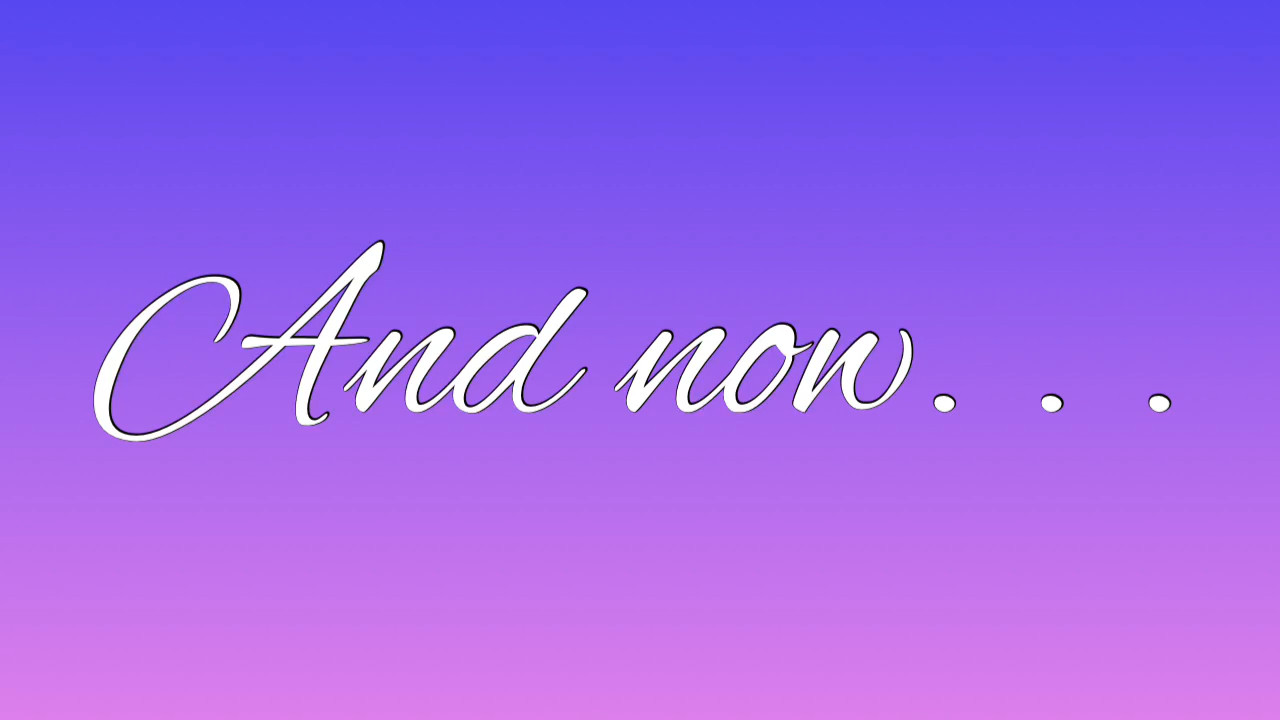 And now. . .